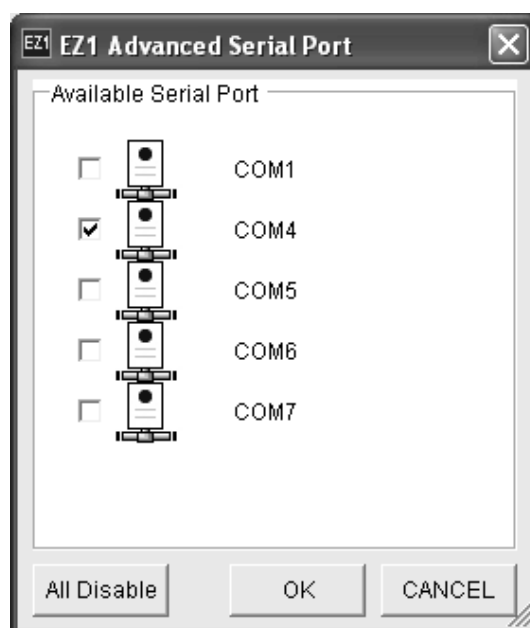 EZ1 EZ1 Advanced Serial Port
Available Serial Port
COM1
COM4
COM5
COM6
COM7
All Disable OK CANCEL